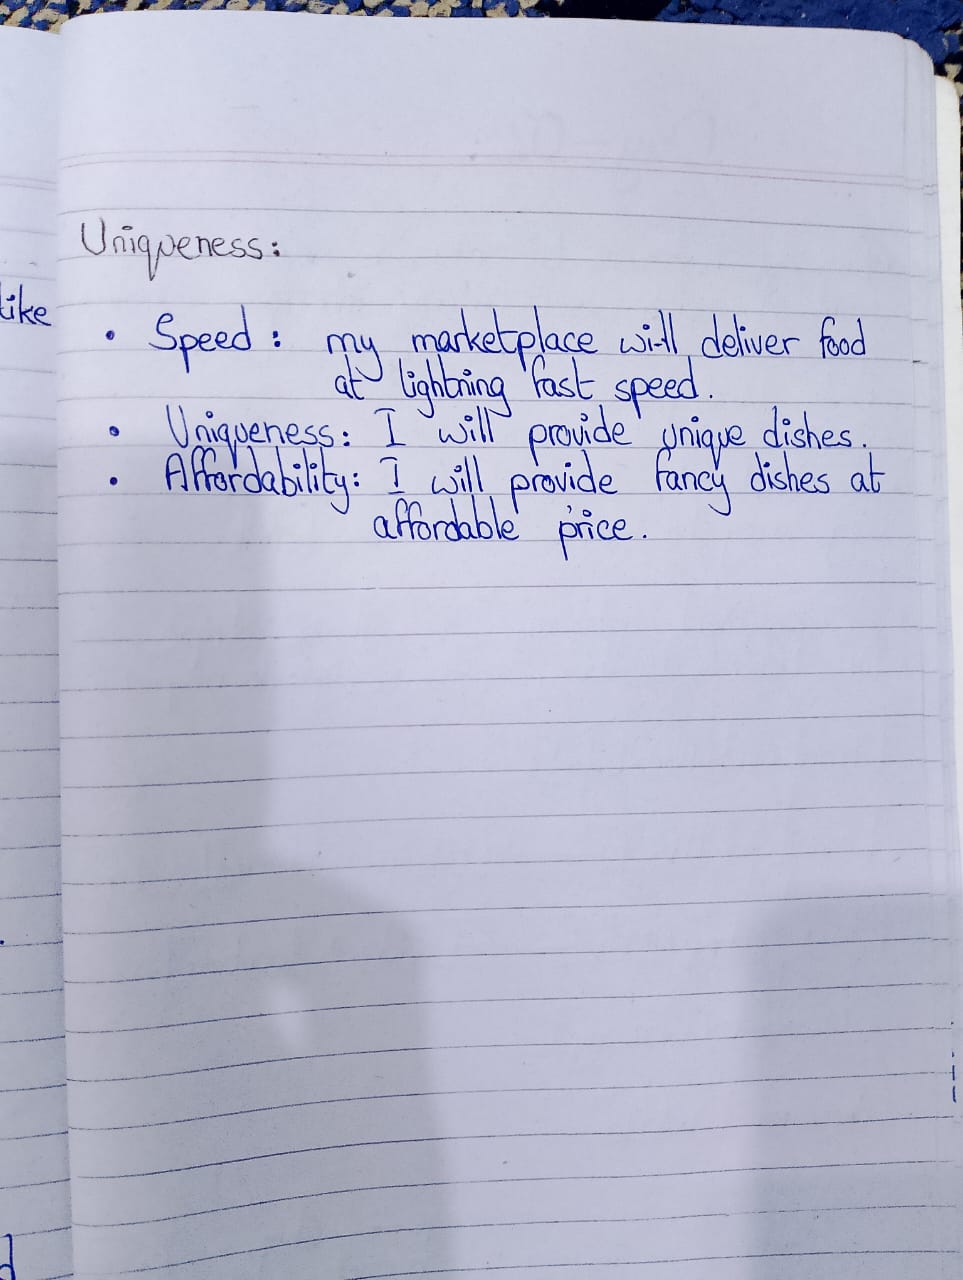 Uniqueness:
like
• Speed: my marketplace will deliver food
at lightning fast speed.
• Uniqueness: I will provide unique dishes.
• Affordability: I will provide fancy dishes at
affordable price.
d